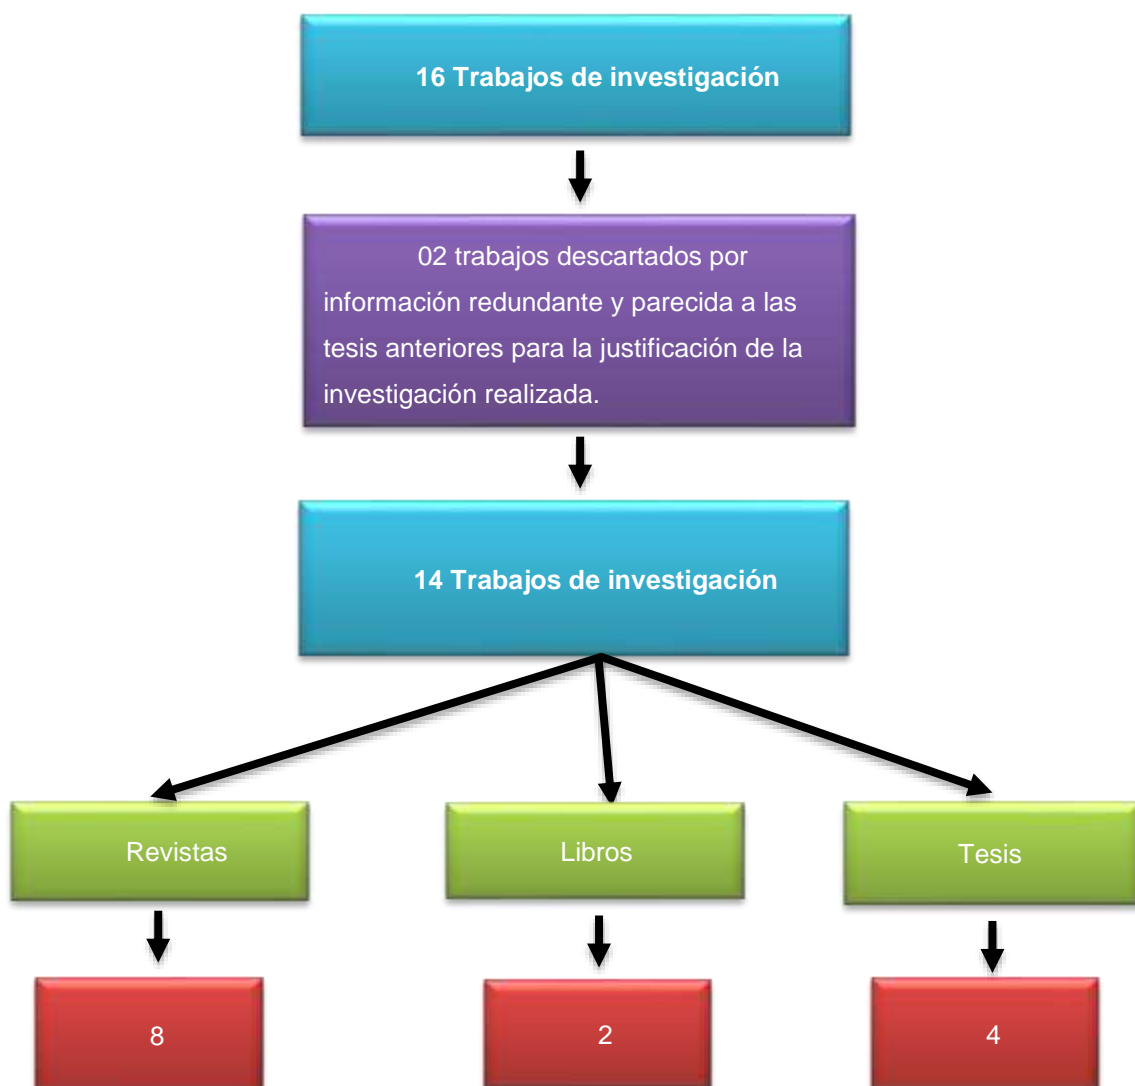 16 Trabajos de investigación
02 trabajos descartados por
información redundante y parecida a las
tesis anteriores para la justificación de la
investigación realizada.
14 Trabajos de investigación
Revistas
Libros
Tesis
8
2
4